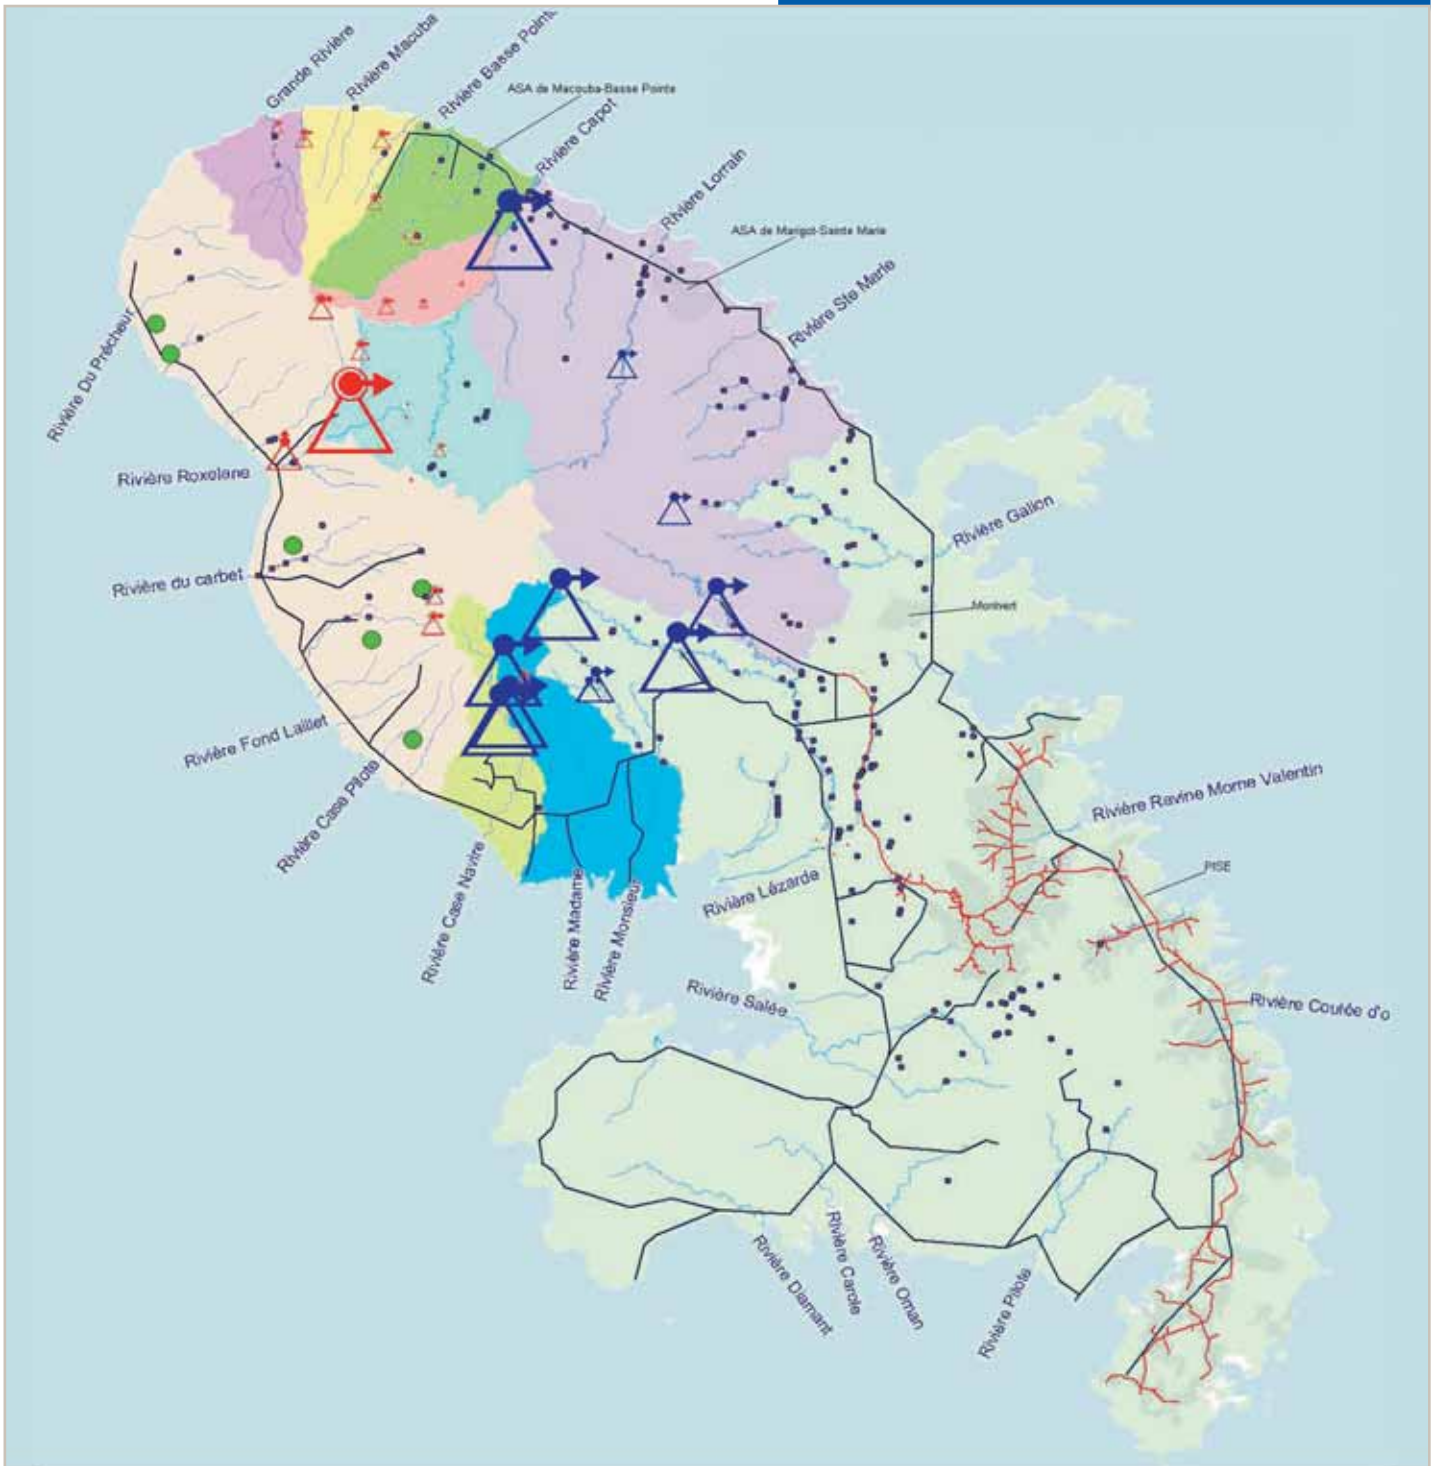 Grande Rivière
Rivière Macuba
Rivière Basse Pointe
ASA de Macouba-Basse Pointe
Rivière Capot
Rivière Lorrain
ASA de Marigot-Sainte Marie
Rivière Ste Marie
Rivière Du Prêcheur
Rivière Roxelane
Rivière Galion
Rivière du carbet
Montvert
Rivière Fond Laillet
Rivière Case Pilote
Rivière Ravine Morne Valentin
Rivière Case Navire
Rivière Madame
Rivière Monsieur
Rivière Lézarde
PISE
Rivière Salée
Rivière Coulée d'o
Rivière Diamant
Rivière Carole
Rivière Oman
Rivière Pilote